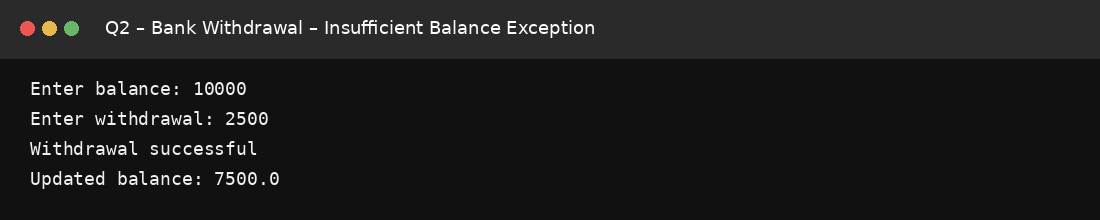 Q2 – Bank Withdrawal – Insufficient Balance Exception
Enter balance: 10000
Enter withdrawal: 2500
Withdrawal successful
Updated balance: 7500.0